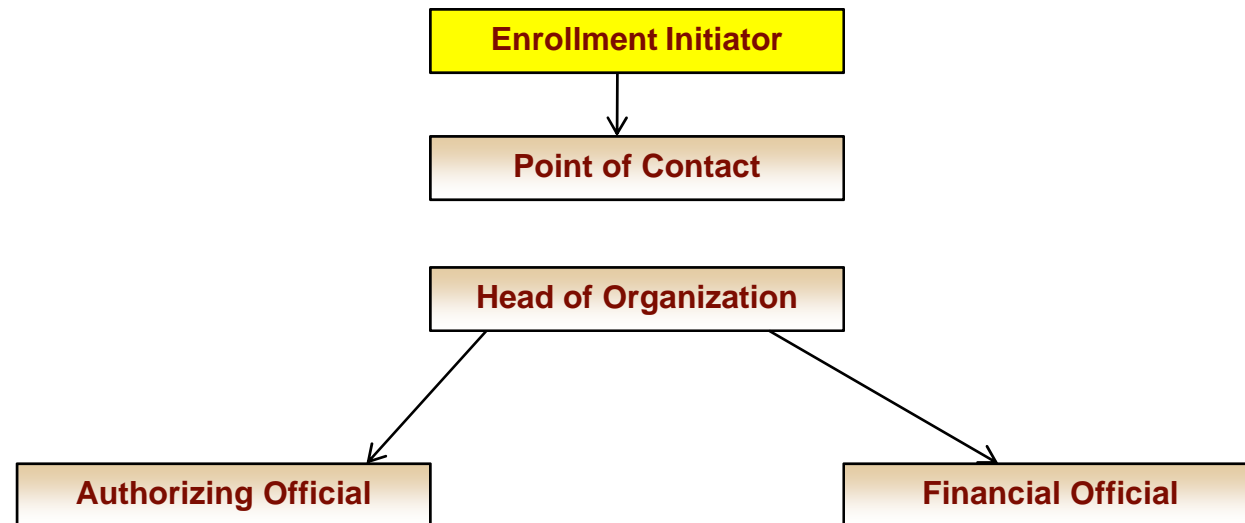 Enrollment Initiator
Point of Contact
Head of Organization
Authorizing Official
Financial Official